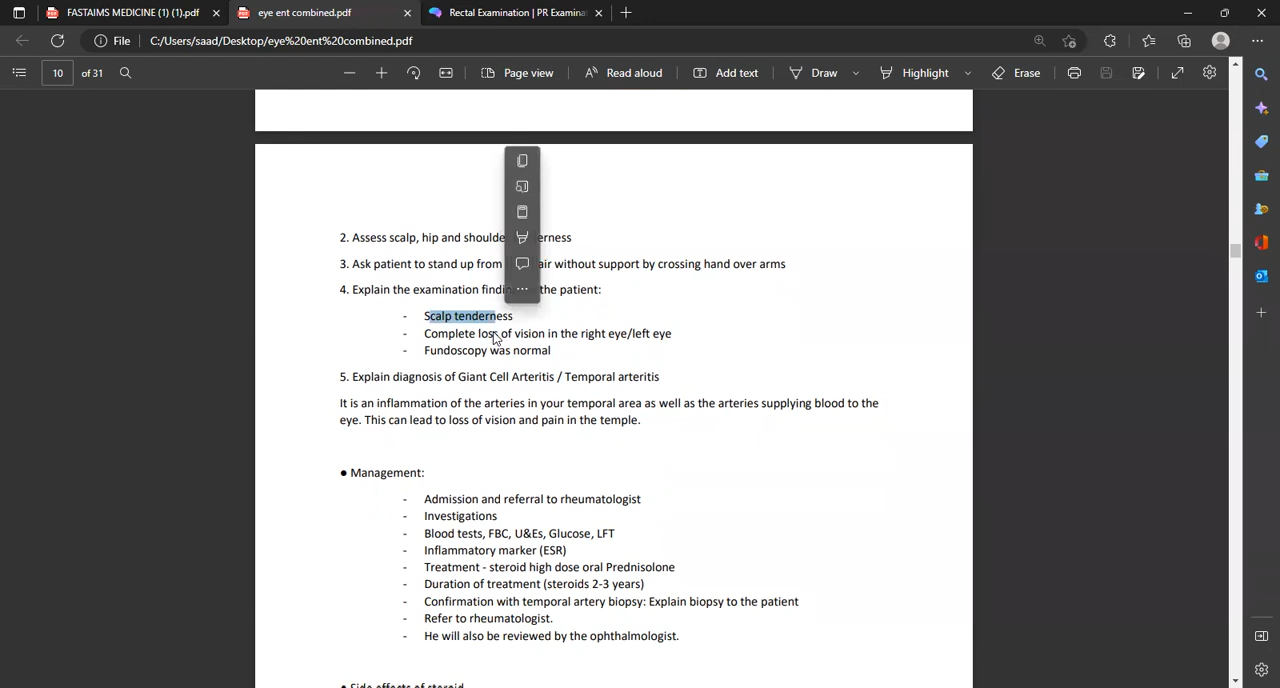 FASTAIMS MEDICINE (1) (1).pdf
eye ent combined.pdf
Rectal Examination | PR Examina
File
C:/Users/saad/Desktop/eye%20ent%20combined.pdf
10 of 31
Page view
Read aloud
Add text
Draw
Highlight
Erase
2. Assess scalp, hip and shoulde erness
3. Ask patient to stand up from air without support by crossing hand over arms
4. Explain the examination findin the patient:
- Scalp tenderness
- Complete loss of vision in the right eye/left eye
- Fundoscopy was normal
5. Explain diagnosis of Giant Cell Arteritis / Temporal arteritis
It is an inflammation of the arteries in your temporal area as well as the arteries supplying blood to the
eye. This can lead to loss of vision and pain in the temple.
● Management:
- Admission and referral to rheumatologist
- Investigations
- Blood tests, FBC, U&Es, Glucose, LFT
- Inflammatory marker (ESR)
- Treatment - steroid high dose oral Prednisolone
- Duration of treatment (steroids 2-3 years)
- Confirmation with temporal artery biopsy: Explain biopsy to the patient
- Refer to rheumatologist.
- He will also be reviewed by the ophthalmologist.
● Side effects of steroid